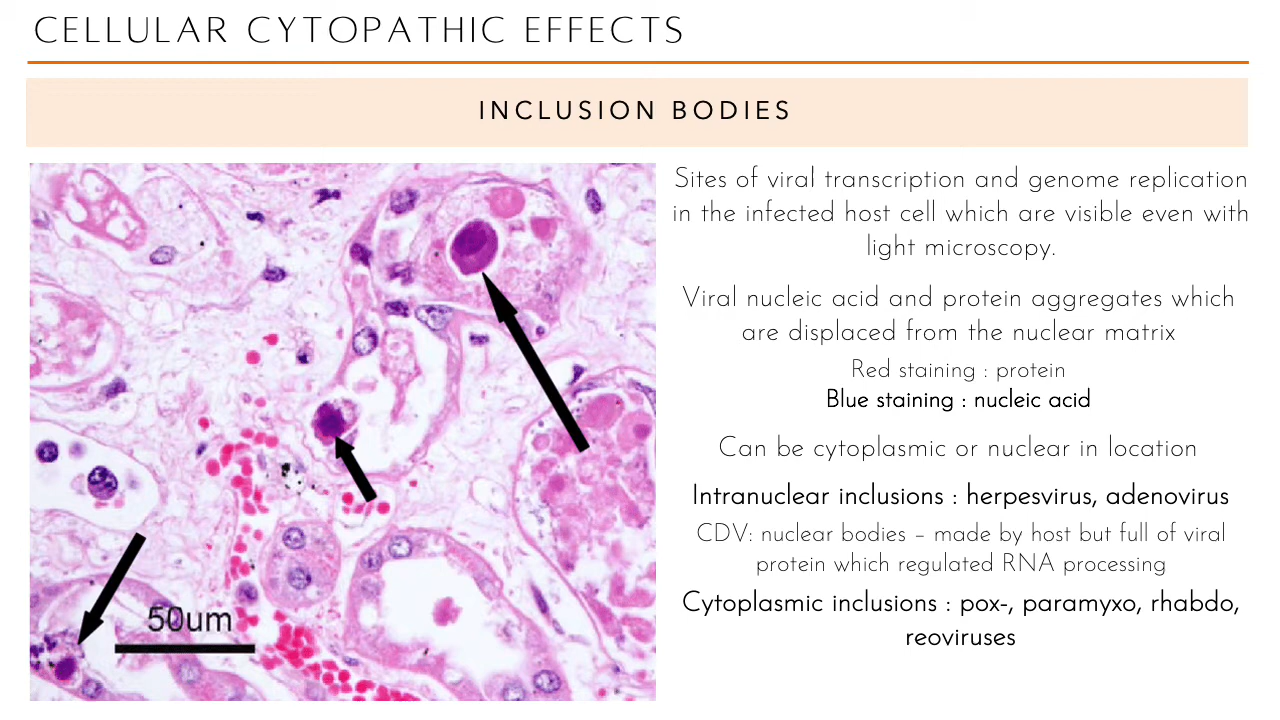 CELLULAR CYTOPATHIC EFFECTS
INCLUSION BODIES
Sites of viral transcription and genome replication
in the infected host cell which are visible even with
light microscopy.
Viral nucleic acid and protein aggregates which
are displaced from the nuclear matrix
Red staining : protein
Blue staining : nucleic acid
Can be cytoplasmic or nuclear in location
Intranuclear inclusions : herpesvirus, adenovirus
CDV: nuclear bodies – made by host but full of viral
protein which regulated RNA processing
Cytoplasmic inclusions : pox-, paramyxo, rhabdo,
reoviruses
50um